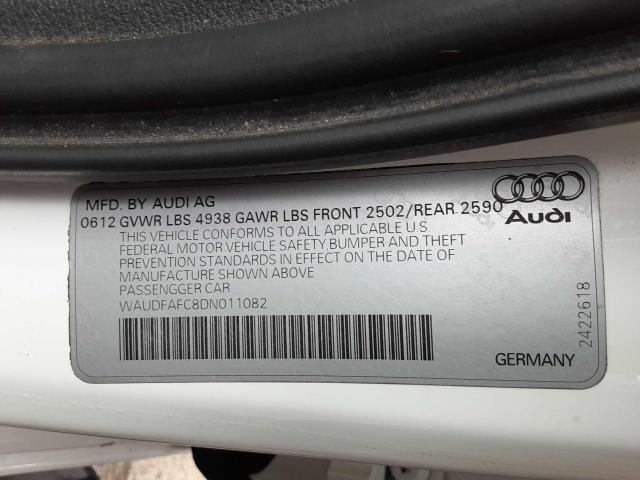 MFD. BY AUDI AG
0612 GVWR LBS 4938 GAWR LBS FRONT 2502/REAR 2590
THIS VEHICLE CONFORMS TO ALL APPLICABLE U.S
FEDERAL MOTOR VEHICLE SAFETY,BUMPER AND THEFT
PREVENTION STANDARDS IN EFFECT ON THE DATE OF
MANUFACTURE SHOWN ABOVE
PASSENGGER CAR
WAUDFAFC8DN011082
Audi
GERMANY
2422618